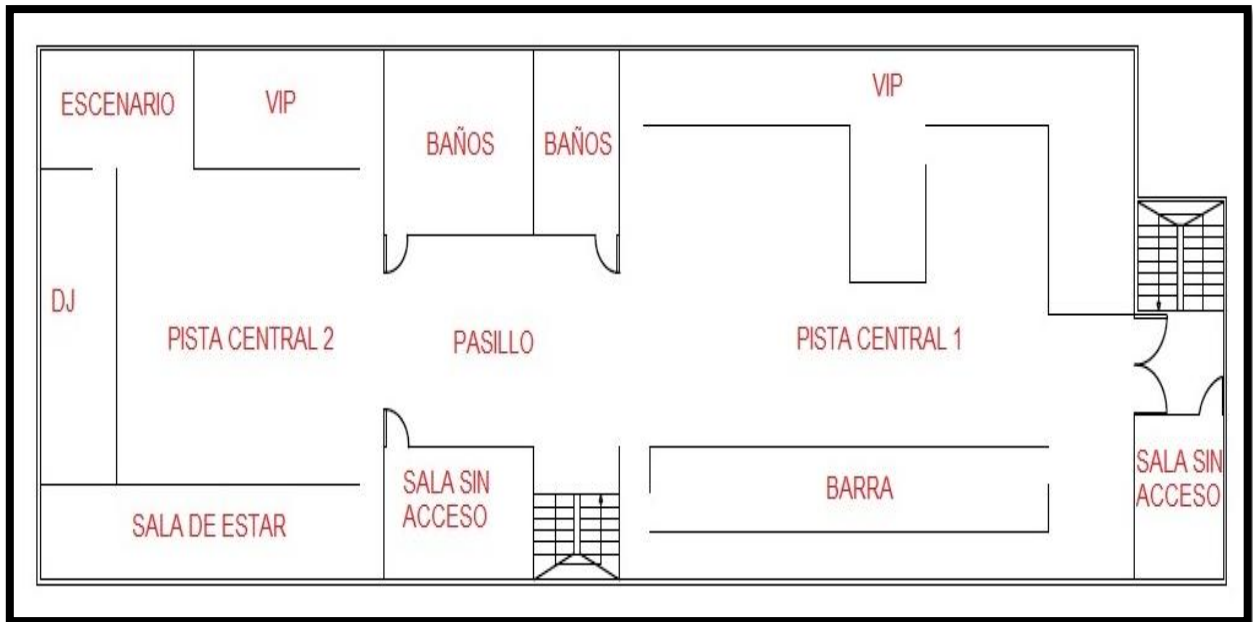 ESCENARIO
VIP
BAÑOS
BAÑOS
VIP
DJ
PISTA CENTRAL 2
PASILLO
PISTA CENTRAL 1
SALA DE ESTAR
SALA SIN
ACCESO
BARRA
SALA SIN
ACCESO